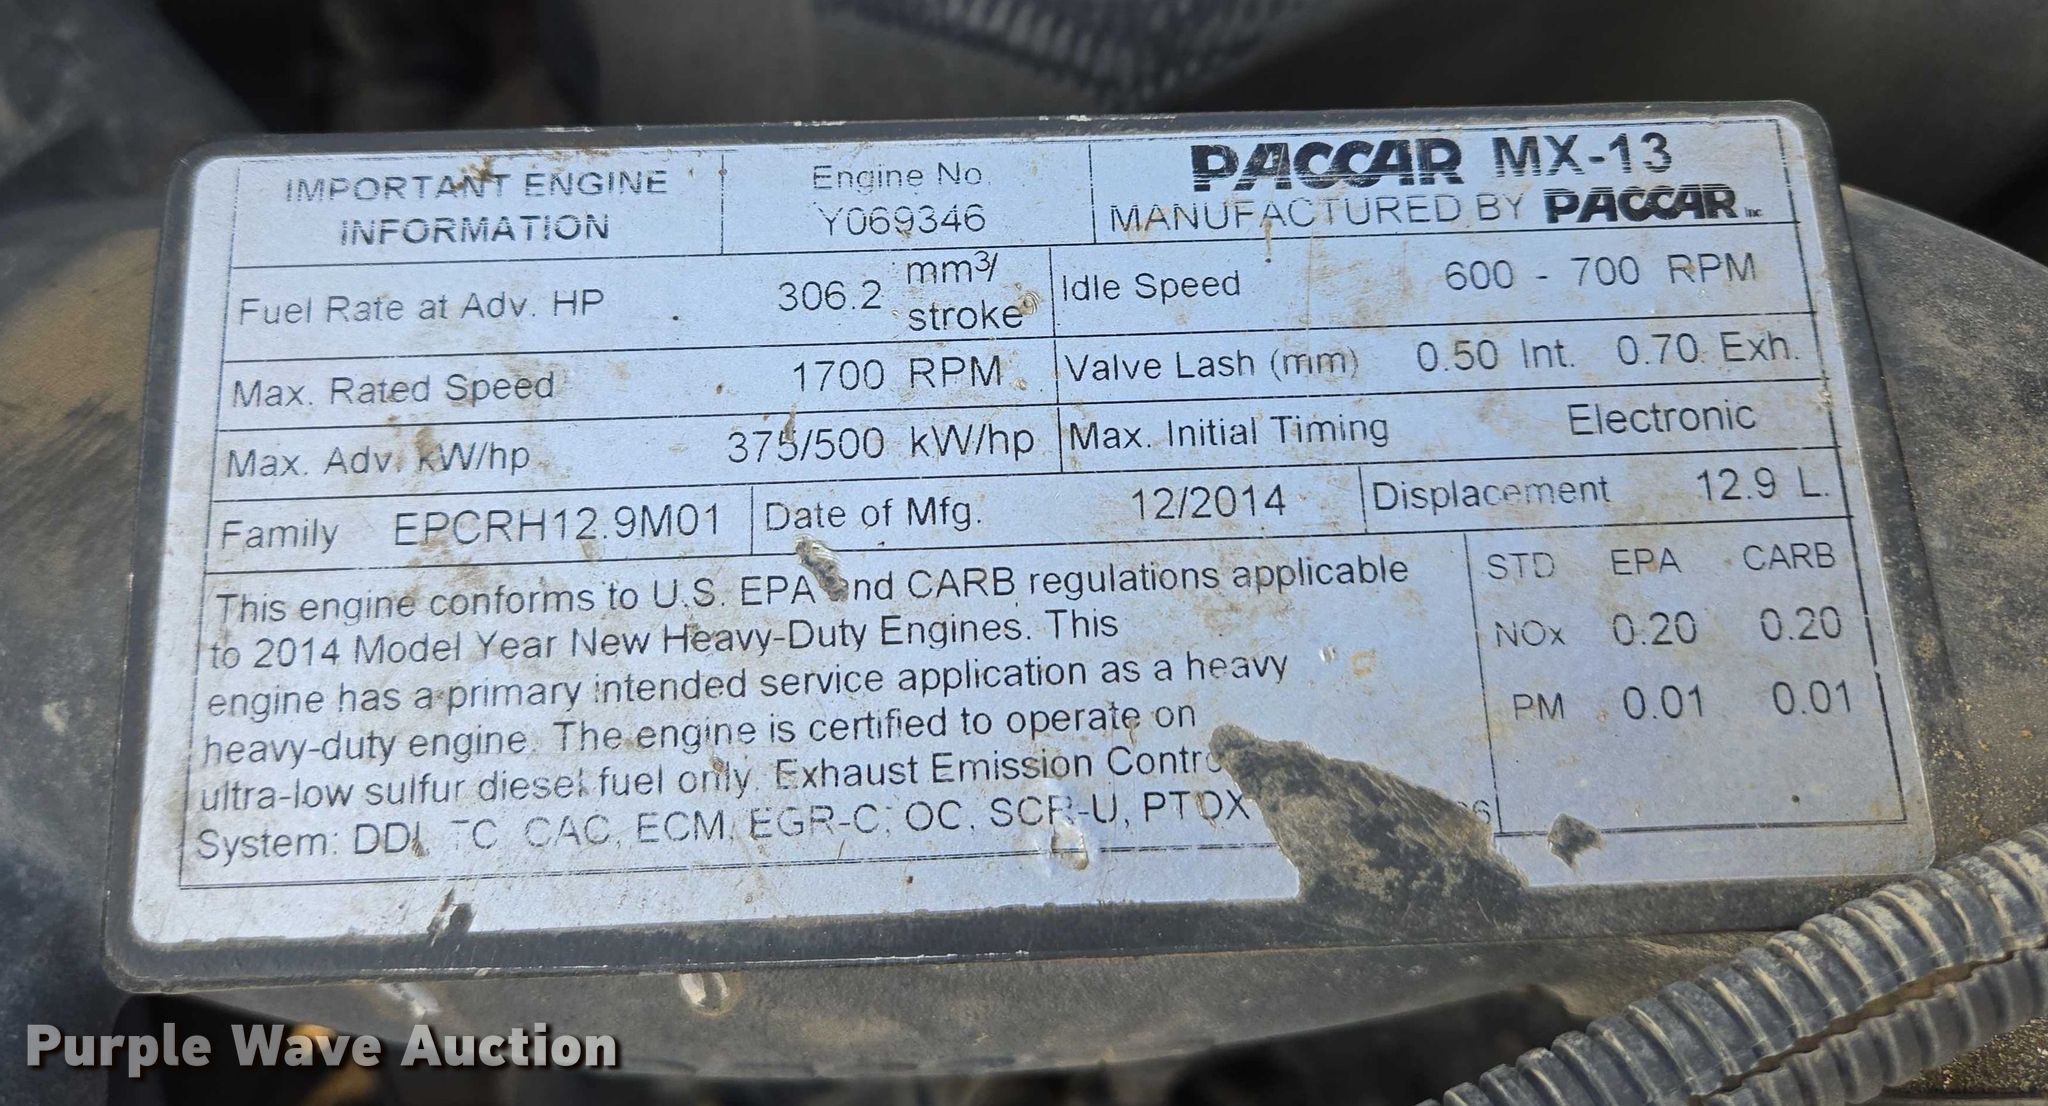 IMPORTANT ENGINE
INFORMATION
Engine No.
Y069346
PACCAR MX-13
MANUFACTURED BY PACCAR Inc
Fuel Rate at Adv. HP 306.2 mm3/
stroke
Idle Speed 600 - 700 RPM
Max. Rated Speed 1700 RPM
Valve Lash (mm) 0.50 Int. 0.70 Exh.
Max. Adv. kW/hp 375/500 kW/hp
Max. Initial Timing Electronic
Family EPCRH12.9M01
Date of Mfg. 12/2014
Displacement 12.9 L.
This engine conforms to U.S. EPA and CARB regulations applicable
to 2014 Model Year New Heavy-Duty Engines. This
engine has a primary intended service application as a heavy
heavy-duty engine. The engine is certified to operate on
ultra-low sulfur diesel fuel only. Exhaust Emission Contro
System: DDI, TC, CAC, ECM, EGR-C, OC, SCR-U, PTOX
STD EPA CARB
NOx 0.20 0.20
PM 0.01 0.01
Purple Wave Auction